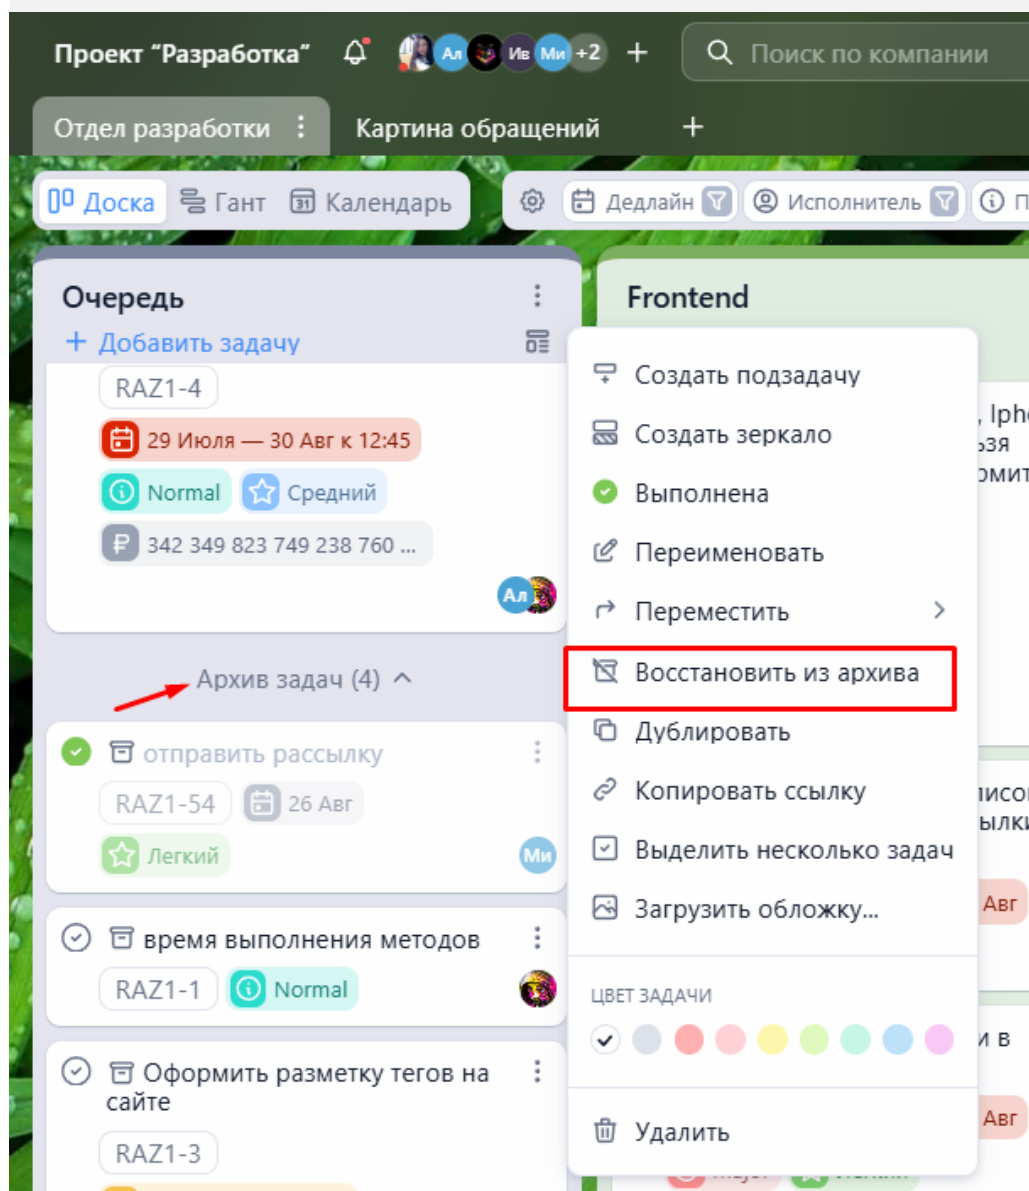 Проект “Разработка”
Ал
Ив
Ми
+2
Поиск по компании
Отдел разработки
Картина обращений
Доска
Гант
31
Календарь
Дедлайн
Исполнитель
П
Очередь
Добавить задачу
RAZ1-4
29 Июля — 30 Авг к 12:45
Normal
Средний
342 349 823 749 238 760 ...
Ал
Архив задач (4)
отправить рассылку
RAZ1-54
26 Авг
Легкий
Ми
время выполнения методов
RAZ1-1
Normal
Оформить разметку тегов на
сайте
RAZ1-3
Frontend
Создать подзадачу
Создать зеркало
Выполнена
Переименовать
Переместить
Восстановить из архива
Дублировать
Копировать ссылку
Выделить несколько задач
Загрузить обложку...
ЦВЕТ ЗАДАЧИ
Удалить
Авг
и в
Авг